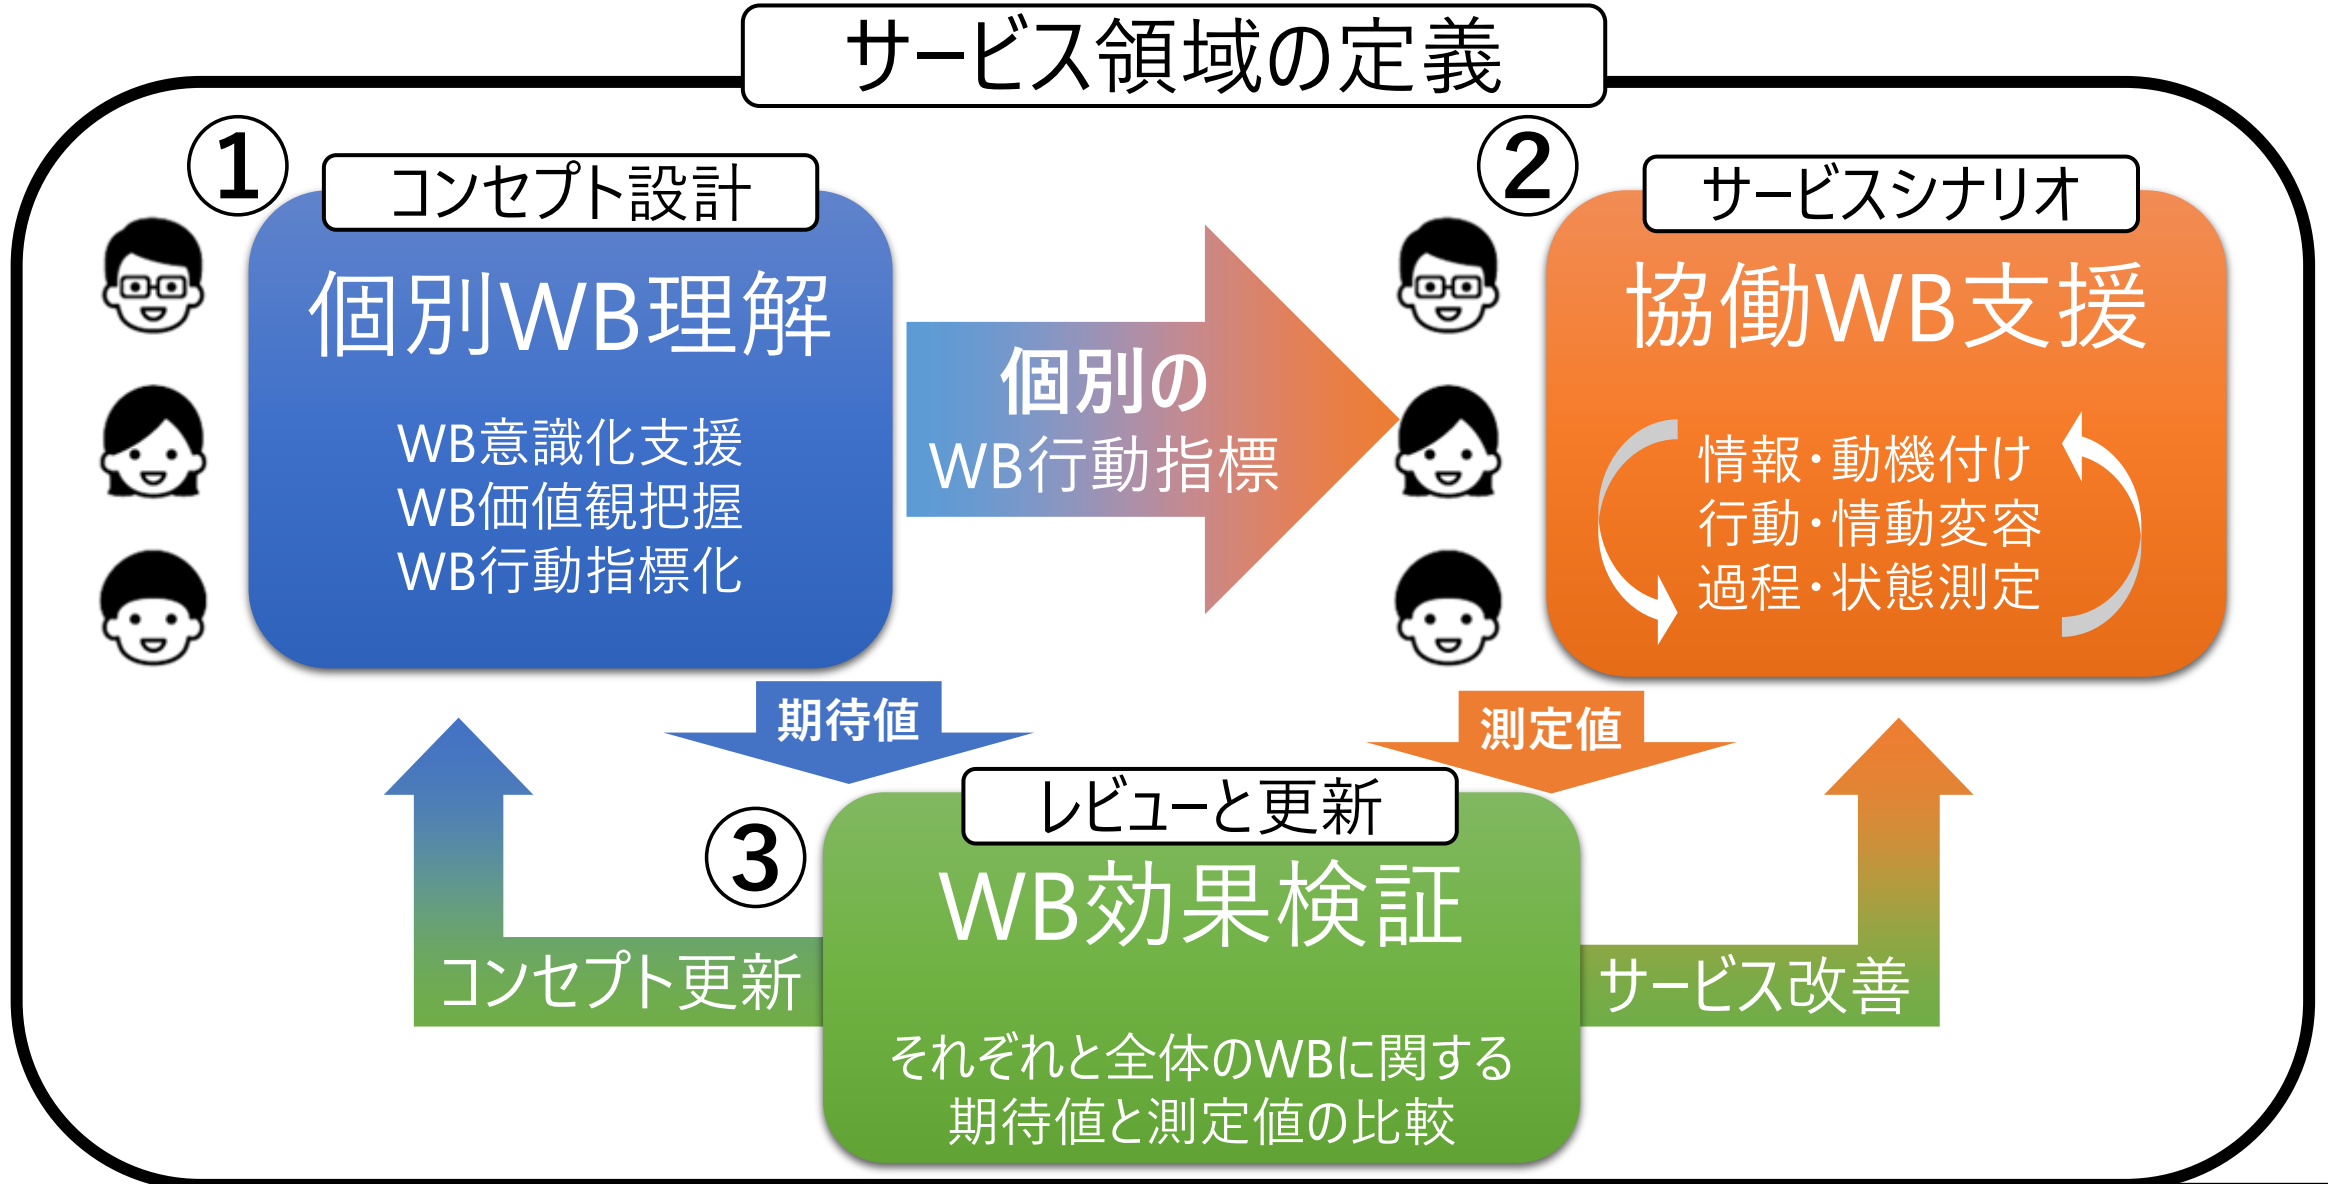 サービス領域の定義
①
コンセプト設計
個別WB理解
WB意識化支援
WB価値観把握
WB行動指標化
個別の
WB行動指標
②
サービスシナリオ
協働WB支援
情報・動機付け
行動・情動変容
過程・状態測定
期待値
測定値
③
レビューと更新
WB効果検証
それぞれと全体のWBに関する
期待値と測定値の比較
コンセプト更新
サービス改善